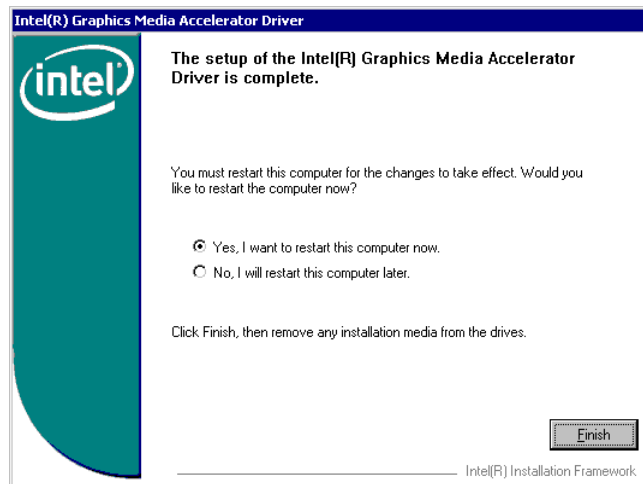 Intel(R) Graphics Media Accelerator Driver
intel
The setup of the Intel(R) Graphics Media Accelerator
Driver is complete.
You must restart this computer for the changes to take effect. Would you
like to restart the computer now?
Yes, I want to restart this computer now.
No, I will restart this computer later.
Click Finish, then remove any installation media from the drives.
Finish
Intel(R) Installation Framework